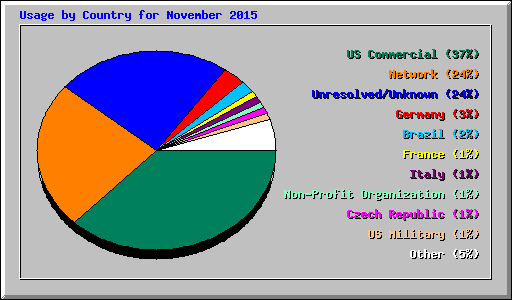 Usage by Country for November 2015
US Commercial (37%)
Network (24%)
Unresolved/Unknown (24%)
Germany (3%)
Brazil (2%)
France (1%)
Italy (1%)
Non-Profit Organization (1%)
Czech Republic (1%)
US Military (1%)
Other (5%)